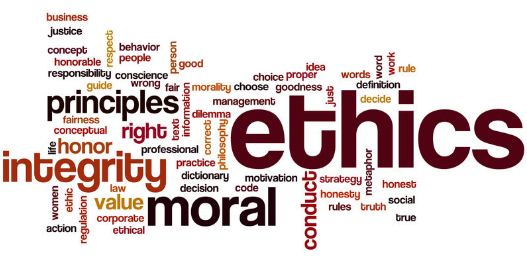 business
justice
respect
behavior
people
person
good
concept
honorable
responsibility
conscience
guide
wrong
fair
morality
choice
proper
idea
words
word
work
rule
choose
goodness
just
definition
decide
principles
information
management
fairness
conceptual
right
text
dilemma
correct
philosophy
ethics
life
honor
professional
integrity
practice
dictionary
motivation
conduct
strategy
metaphor
honest
women
ethic
law
decision
code
honesty
social
regulation
value
moral
rules
truth
true
action
corporate
ethical